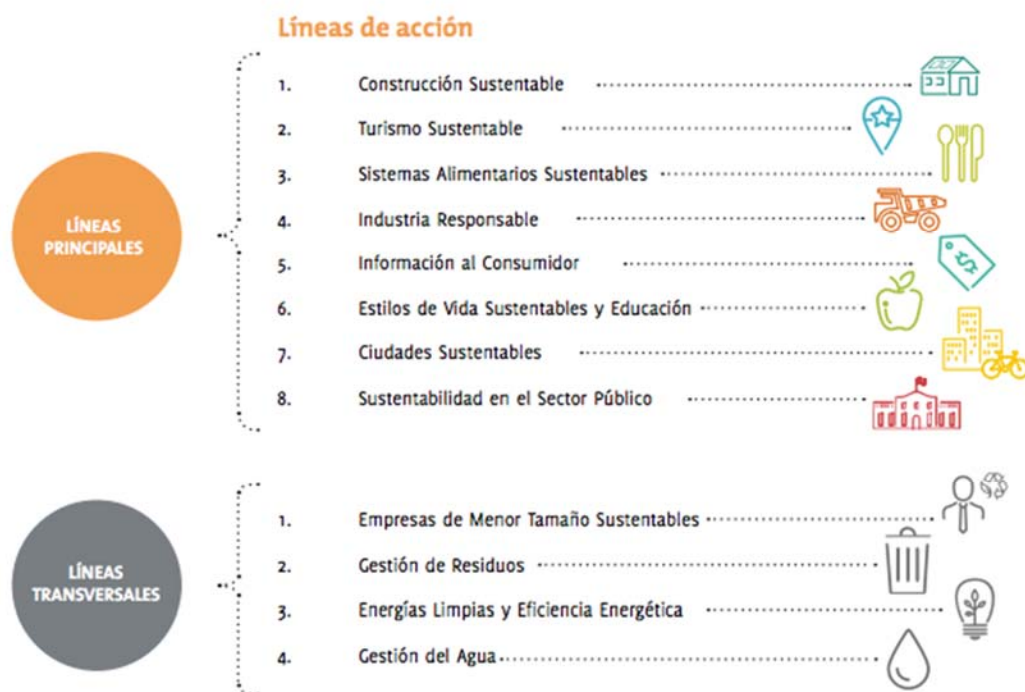 Líneas de acción
LÍNEAS
PRINCIPALES
1. Construcción Sustentable
2. Turismo Sustentable
3. Sistemas Alimentarios Sustentables
4. Industria Responsable
5. Información al Consumidor
6. Estilos de Vida Sustentables y Educación
7. Ciudades Sustentables
8. Sustentabilidad en el Sector Público
LÍNEAS
TRANSVERSALES
1. Empresas de Menor Tamaño Sustentables
2. Gestión de Residuos
3. Energías Limpias y Eficiencia Energética
4. Gestión del Agua
$